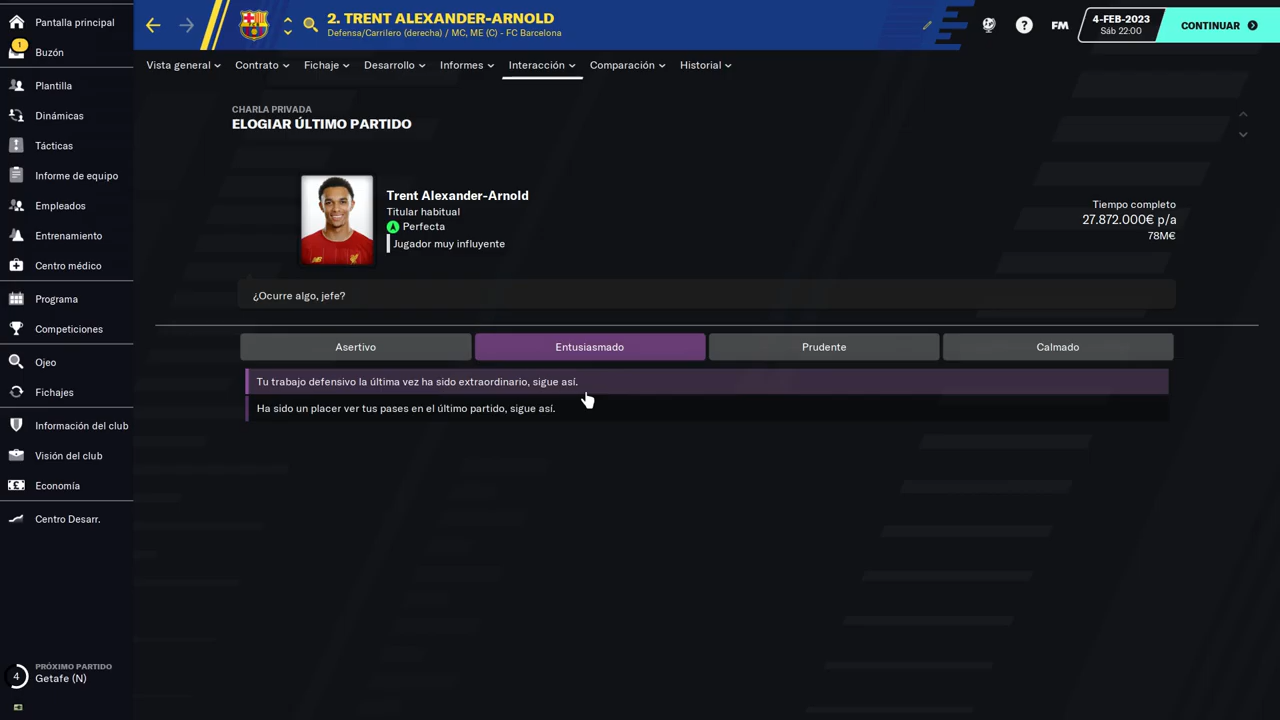 Pantalla principal
1
Buzón
Plantilla
Dinámicas
Tácticas
Informe de equipo
Empleados
Entrenamiento
Centro médico
Programa
Competiciones
Ojeo
Fichajes
Información del club
Visión del club
Economía
Centro Desarr.
PRÓXIMO PARTIDO
4
Getafe (N)
2. TRENT ALEXANDER-ARNOLD
Defensa/Carrilero (derecha) / MC, ME (C) - FC Barcelona
?
FM
4-FEB-2023
Sáb 22:00
CONTINUAR
Vista general Contrato Fichaje Desarrollo Informes Interacción Comparación Historial
CHARLA PRIVADA
ELOGIAR ÚLTIMO PARTIDO
Trent Alexander-Arnold
Titular habitual
Perfecta
Jugador muy influyente
Tiempo completo
27.872.000€ p/a
78M€
¿Ocurre algo, jefe?
Asertivo Entusiasmado Prudente Calmado
Tu trabajo defensivo la última vez ha sido extraordinario, sigue así.
Ha sido un placer ver tus pases en el último partido, sigue así.